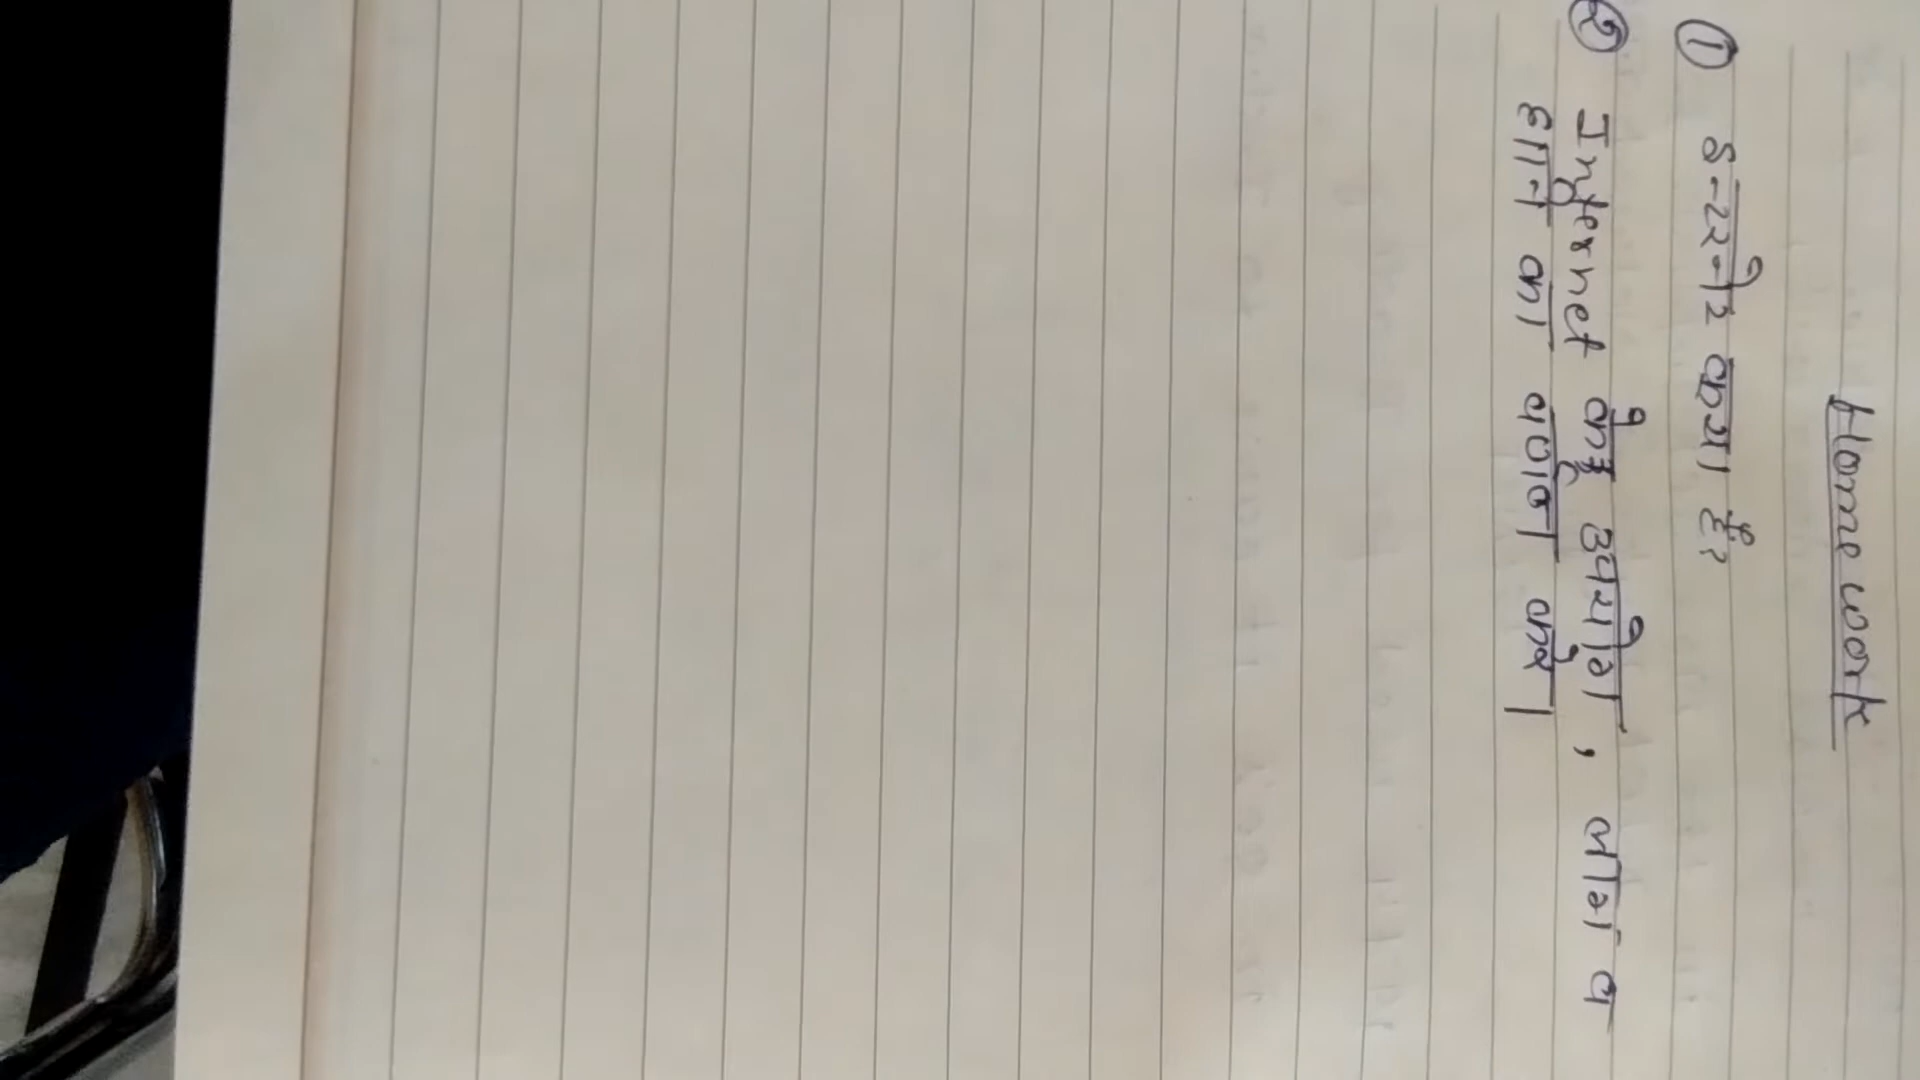 Home work
① इन्टरनेट क्या है?
② Internet के उपयोग, लाभ व
हानि का वर्णन करे।